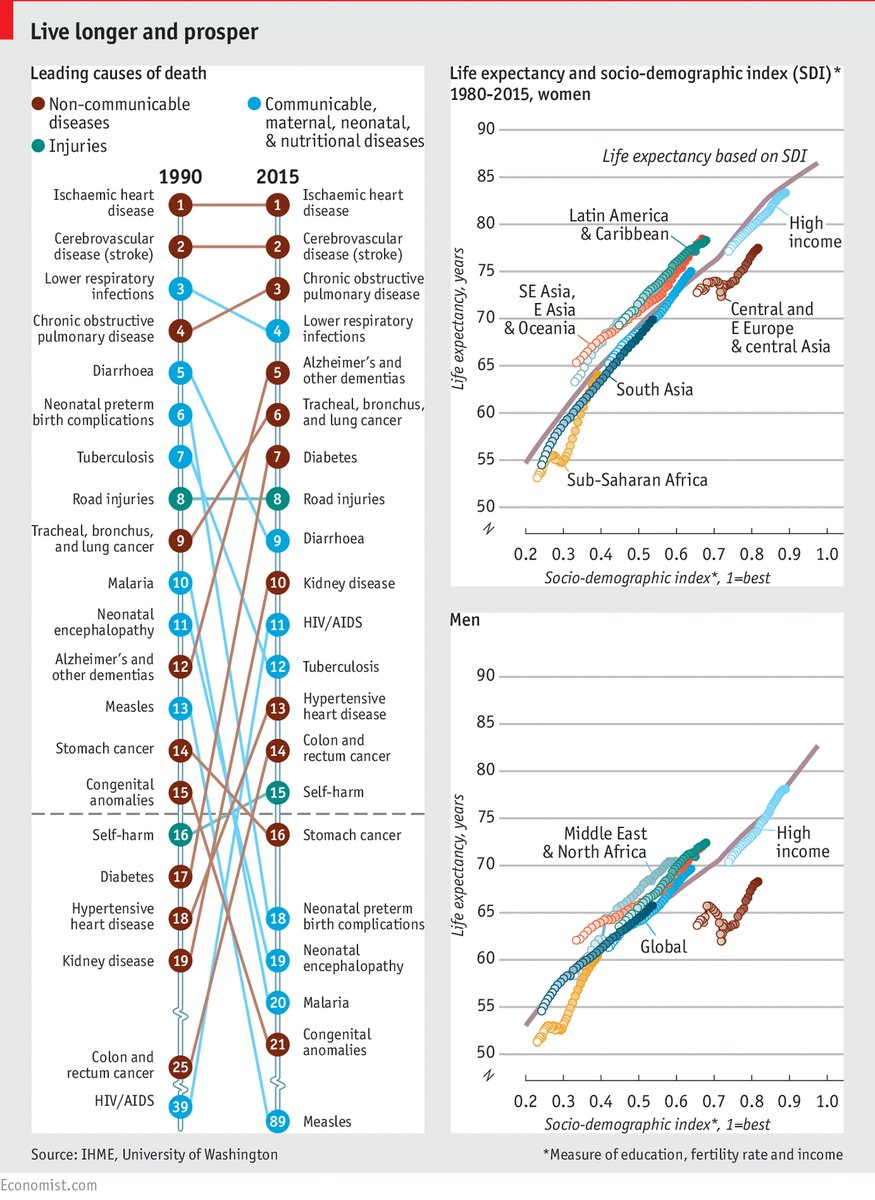 Live longer and prosper
Leading causes of death
Non-communicable
diseases
Injuries
Communicable,
maternal, neonatal,
& nutritional diseases
1990
2015
Ischaemic heart
disease
1
1
Ischaemic heart
disease
Cerebrovascular
disease (stroke)
2
2
Cerebrovascular
disease (stroke)
Lower respiratory
infections
3
3
Chronic obstructive
pulmonary disease
Chronic obstructive
pulmonary disease
4
4
Lower respiratory
infections
Diarrhoea
5
5
Alzheimer's and
other dementias
Neonatal preterm
birth complications
6
6
Tracheal, bronchus,
and lung cancer
Tuberculosis
7
7
Diabetes
Road injuries
8
8
Road injuries
Tracheal, bronchus,
and lung cancer
9
9
Diarrhoea
Malaria
10
10
Kidney disease
Neonatal
encephalopathy
11
11
HIV/AIDS
Alzheimer's and
other dementias
12
12
Tuberculosis
Measles
13
13
Hypertensive
heart disease
Stomach cancer
14
14
Colon and
rectum cancer
Congenital
anomalies
15
15
Self-harm
Self-harm
16
16
Stomach cancer
Diabetes
17
Hypertensive
heart disease
18
18
Neonatal preterm
birth complications
Kidney disease
19
19
Neonatal
encephalopathy
20
Malaria
21
Congenital
anomalies
Colon and
rectum cancer
25
HIV/AIDS
39
89
Measles
Life expectancy and socio-demographic index (SDI)*
1980-2015, women
90
85
80
75
70
65
60
55
50
Life expectancy, years
Life expectancy based on SDI
Latin America
& Caribbean
High
income
SE Asia,
E Asia
& Oceania
Central and
E Europe
& central Asia
South Asia
Sub-Saharan Africa
0.2 0.3 0.4 0.5 0.6 0.7 0.8 0.9 1.0
Socio-demographic index*, 1=best
Men
90
85
80
75
70
65
60
55
50
Life expectancy, years
Middle East
& North Africa
High
income
Global
0.2 0.3 0.4 0.5 0.6 0.7 0.8 0.9 1.0
Socio-demographic index*, 1=best
Source: IHME, University of Washington
*Measure of education, fertility rate and income
Economist.com